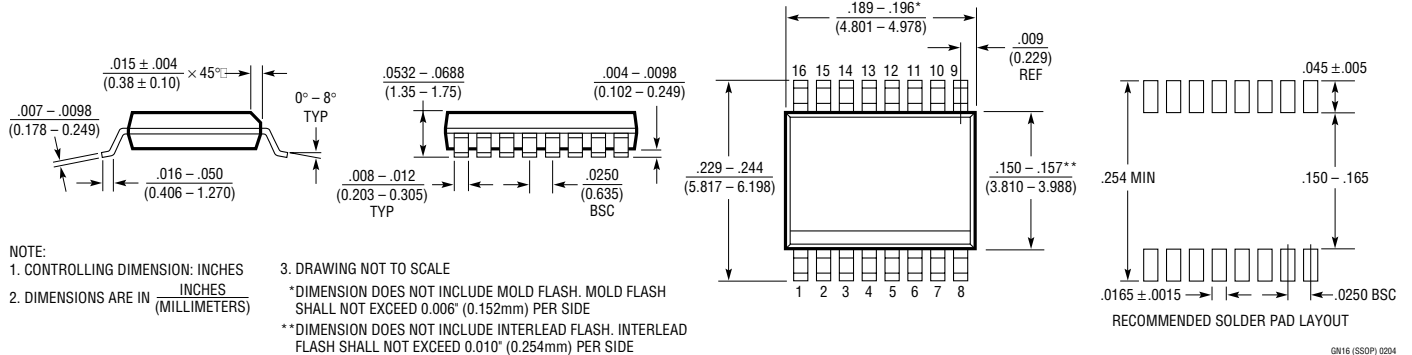 .015 ± .004
(0.38 ± 0.10)
× 45°
.007 – .0098
(0.178 – 0.249)
0° – 8°
TYP
.016 – .050
(0.406 – 1.270)
.0532 – .0688
(1.35 – 1.75)
.004 – .0098
(0.102 – 0.249)
.008 – .012
(0.203 – 0.305)
TYP
.0250
(0.635)
BSC
.189 – .196*
(4.801 – 4.978)
.009
(0.229)
REF
16 15 14 13 12 11 10 9
.229 – .244
(5.817 – 6.198)
.150 – .157**
(3.810 – 3.988)
1 2 3 4 5 6 7 8
.045 ±.005
.254 MIN
.150 – .165
.0165 ±.0015
.0250 BSC
RECOMMENDED SOLDER PAD LAYOUT
NOTE:
1. CONTROLLING DIMENSION: INCHES
2. DIMENSIONS ARE IN INCHES
(MILLIMETERS)
3. DRAWING NOT TO SCALE
*DIMENSION DOES NOT INCLUDE MOLD FLASH. MOLD FLASH
SHALL NOT EXCEED 0.006" (0.152mm) PER SIDE
**DIMENSION DOES NOT INCLUDE INTERLEAD FLASH. INTERLEAD
FLASH SHALL NOT EXCEED 0.010" (0.254mm) PER SIDE
GN16 (SSOP) 0204